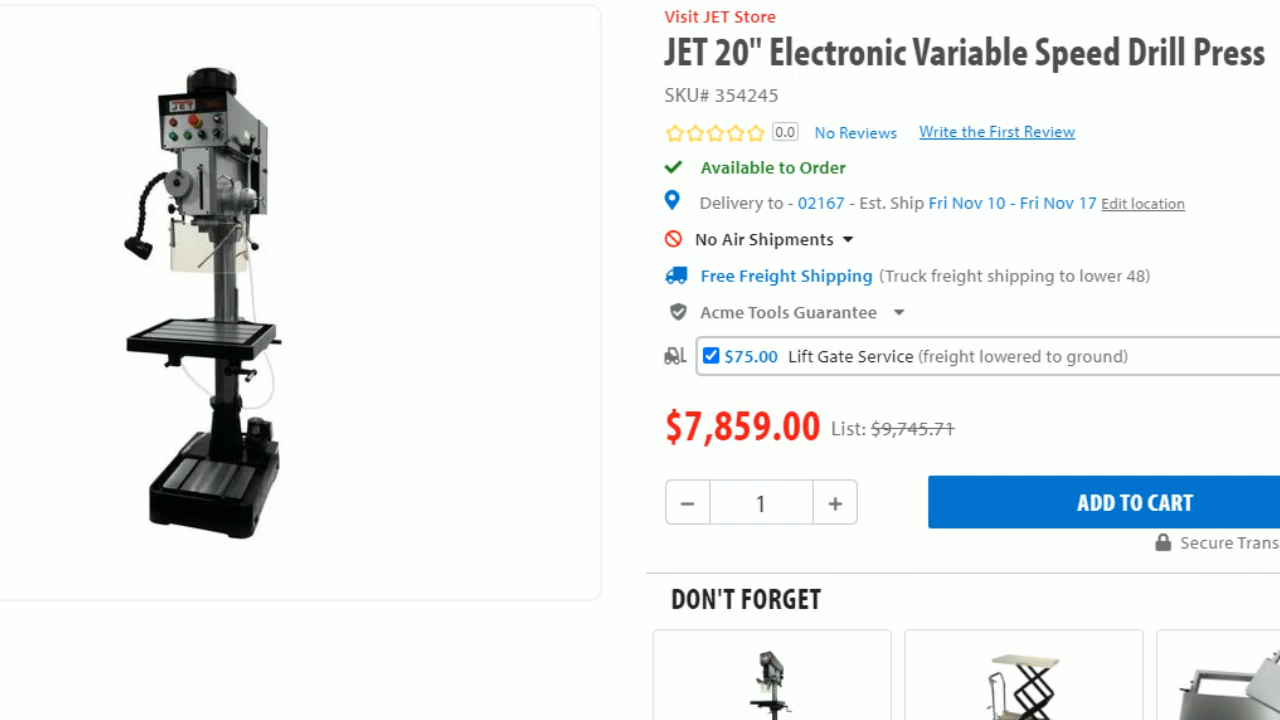 Visit JET Store
JET 20" Electronic Variable Speed Drill Press
SKU# 354245
0.0 No Reviews Write the First Review
Available to Order
Delivery to - 02167 - Est. Ship Fri Nov 10 - Fri Nov 17 Edit location
No Air Shipments
Free Freight Shipping (Truck freight shipping to lower 48)
Acme Tools Guarantee
$75.00 Lift Gate Service (freight lowered to ground)
$7,859.00 List: $9,745.71
− 1 +
ADD TO CART
Secure Trans
DON'T FORGET
JET